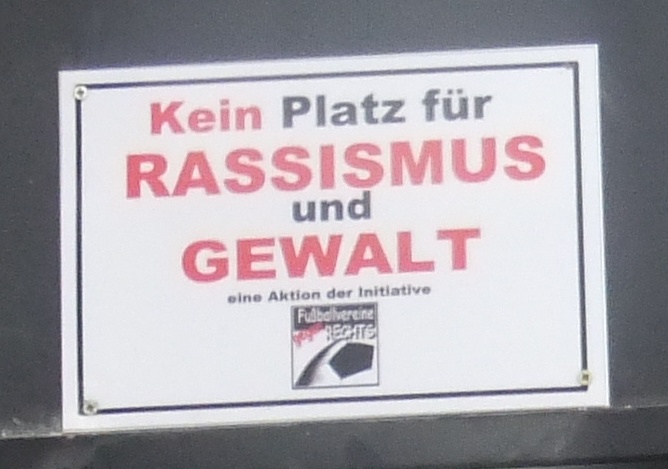 Kein Platz für
RASSISMUS
und
GEWALT
eine Aktion der Initiative
Fußballvereine
gegen RECHTS